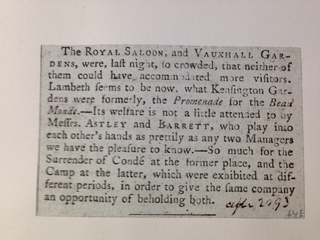 The ROYAL SALOON, and VAUXHALL GAR-
DENS, were, last night, so crowded, that neither of
them could have accommodated more visitors.
Lambeth seems to be now, what Kensington Gar-
dens were formerly, the Promenade for the Beau
Monde.—Its welfare is not a little attended to by
Messrs. ASTLEY and BARRETT, who play into
each other's hands as prettily as any two Managers
we have the pleasure to know.—So much for the
Surrender of Condé at the former place, and the
Camp at the latter, which were exhibited at dif-
ferent periods, in order to give the same company
an opportunity of beholding both.
2 1793